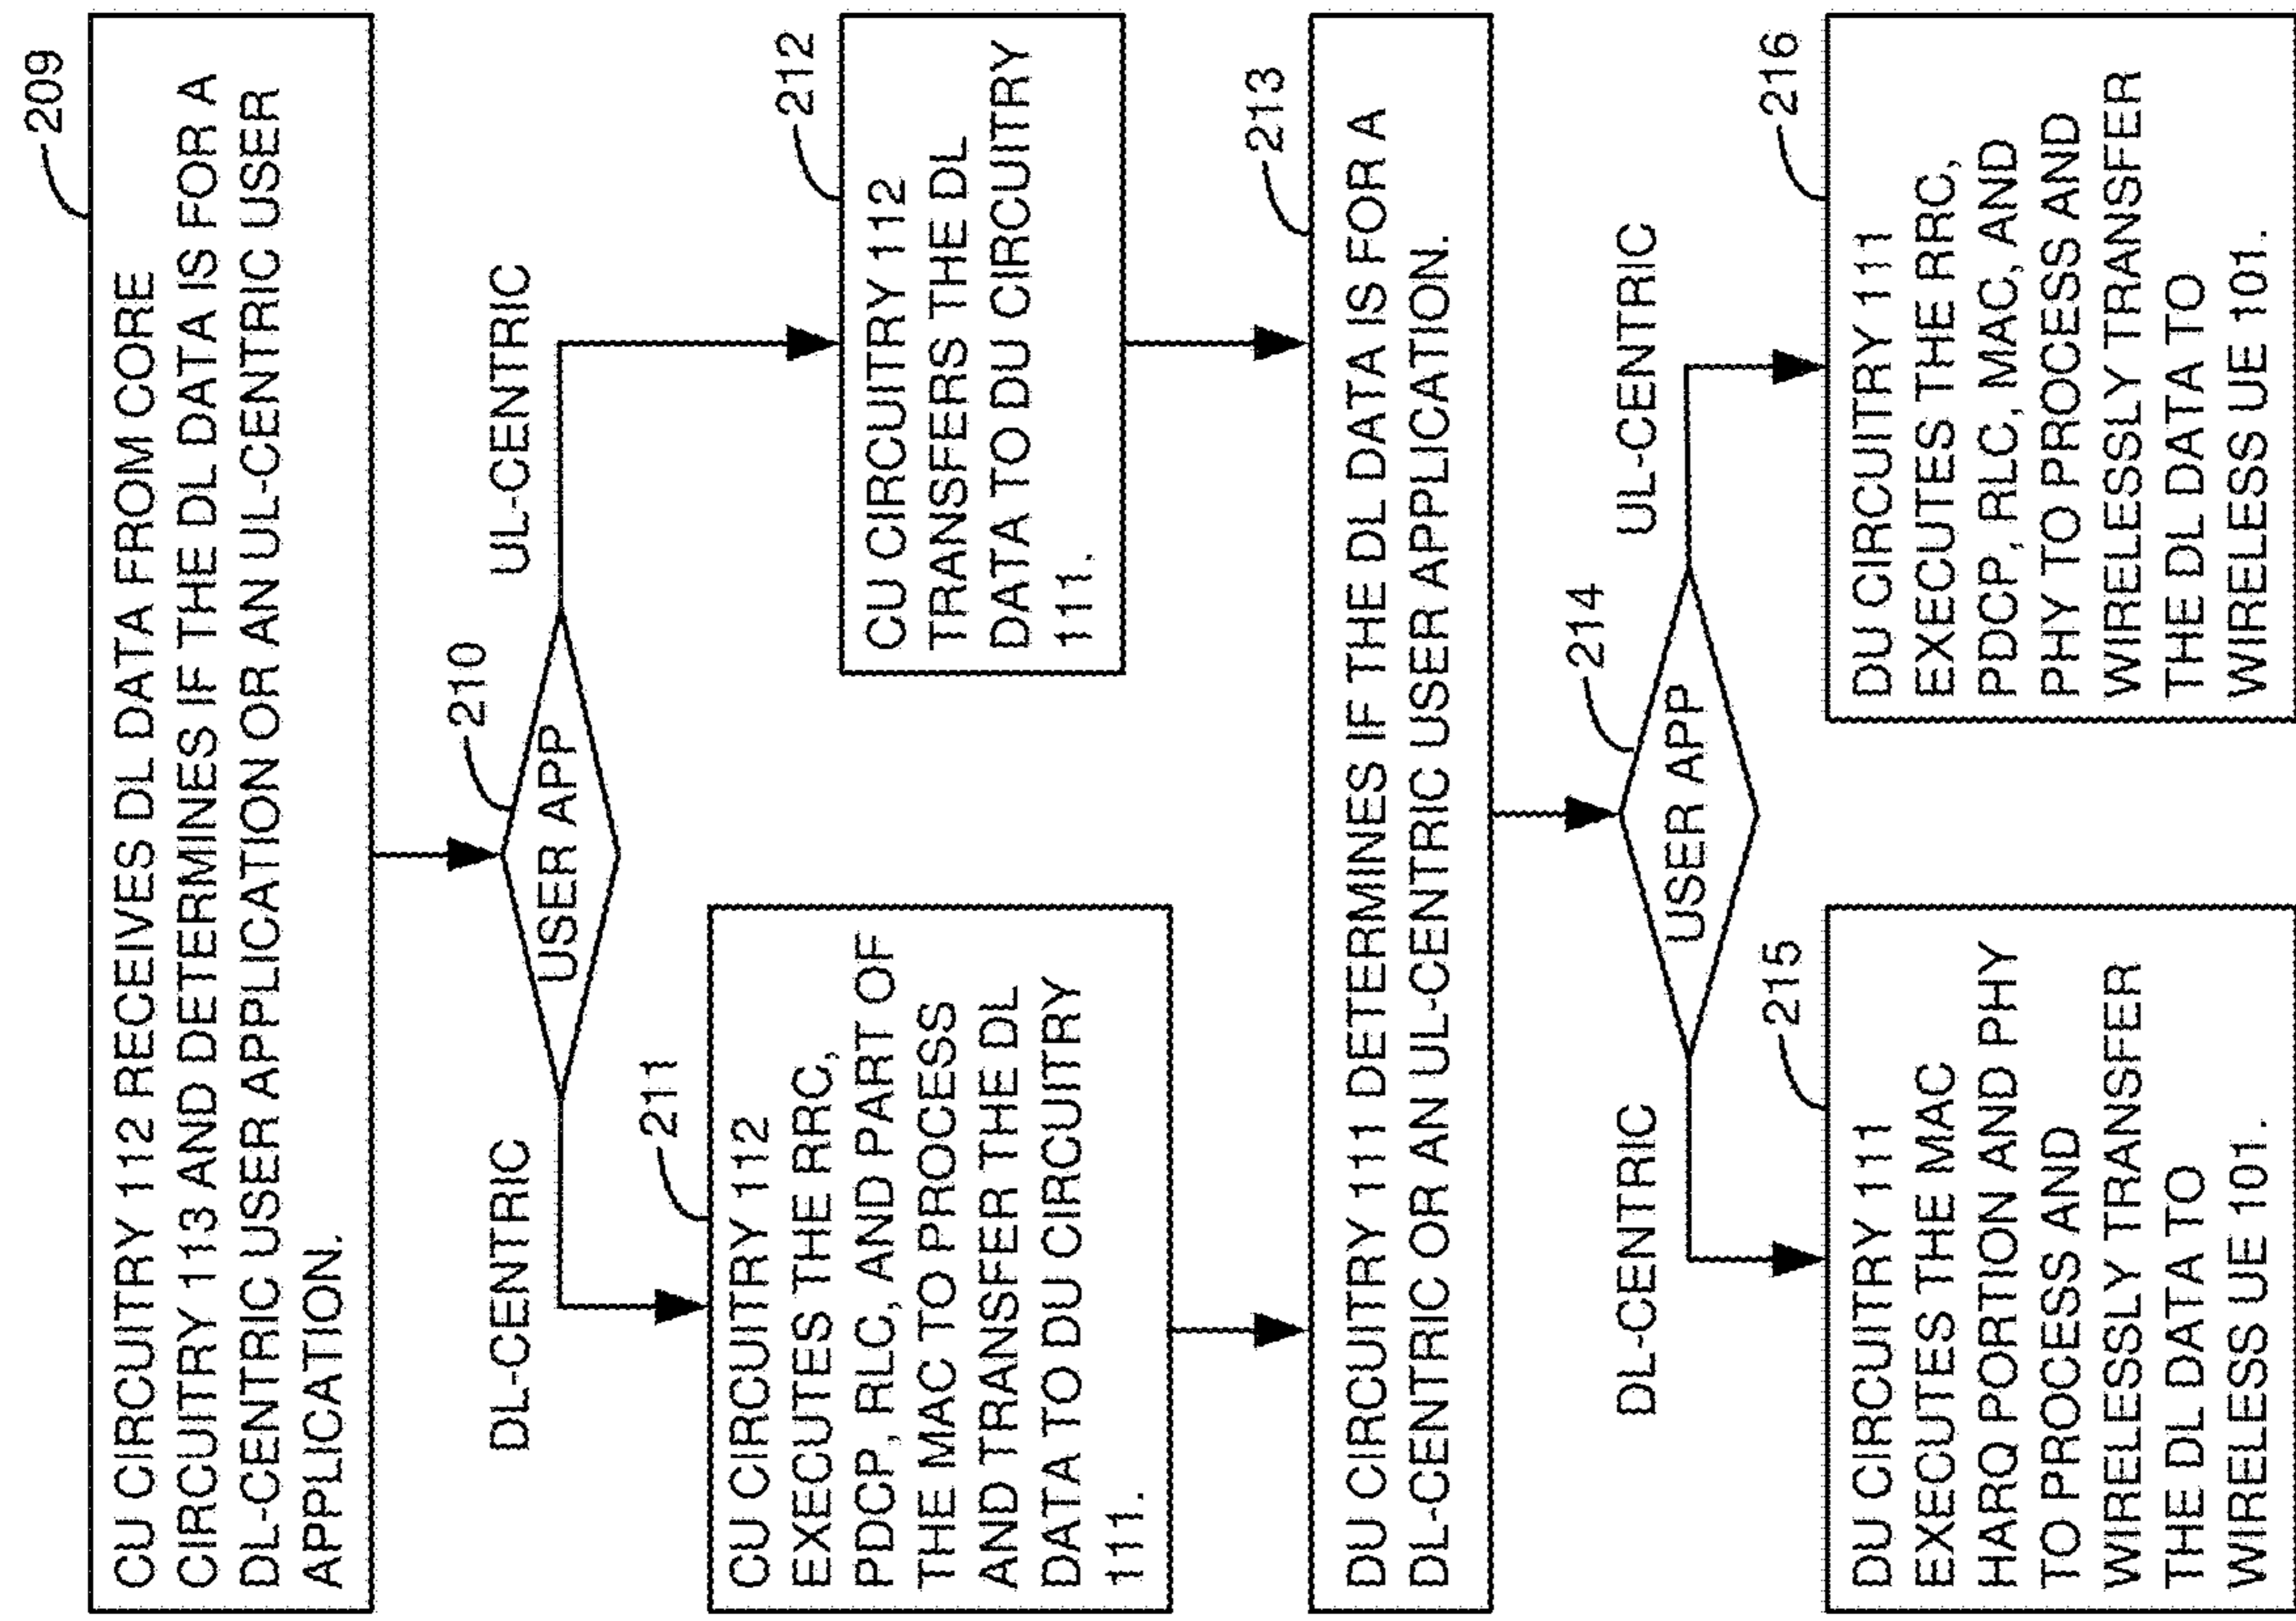 209
CU CIRCUITRY 112 RECEIVES DL DATA FROM CORE
CIRCUITRY 113 AND DETERMINES IF THE DL DATA IS FOR A
DL-CENTRIC USER APPLICATION OR AN UL-CENTRIC USER
APPLICATION.
210
USER APP
DL-CENTRIC
UL-CENTRIC
211
CU CIRCUITRY 112
EXECUTES THE RRC,
PDCP, RLC, AND PART OF
THE MAC TO PROCESS
AND TRANSFER THE DL
DATA TO DU CIRCUITRY
111.
212
CU CIRCUITRY 112
TRANSFERS THE DL
DATA TO DU CIRCUITRY
111.
213
DU CIRCUITRY 111 DETERMINES IF THE DL DATA IS FOR A
DL-CENTRIC OR AN UL-CENTRIC USER APPLICATION.
214
USER APP
DL-CENTRIC
UL-CENTRIC
215
DU CIRCUITRY 111
EXECUTES THE MAC
HARQ PORTION AND PHY
TO PROCESS AND
WIRELESSLY TRANSFER
THE DL DATA TO
WIRELESS UE 101.
216
DU CIRCUITRY 111
EXECUTES THE RRC,
PDCP, RLC, MAC, AND
PHY TO PROCESS AND
WIRELESSLY TRANSFER
THE DL DATA TO
WIRELESS UE 101.